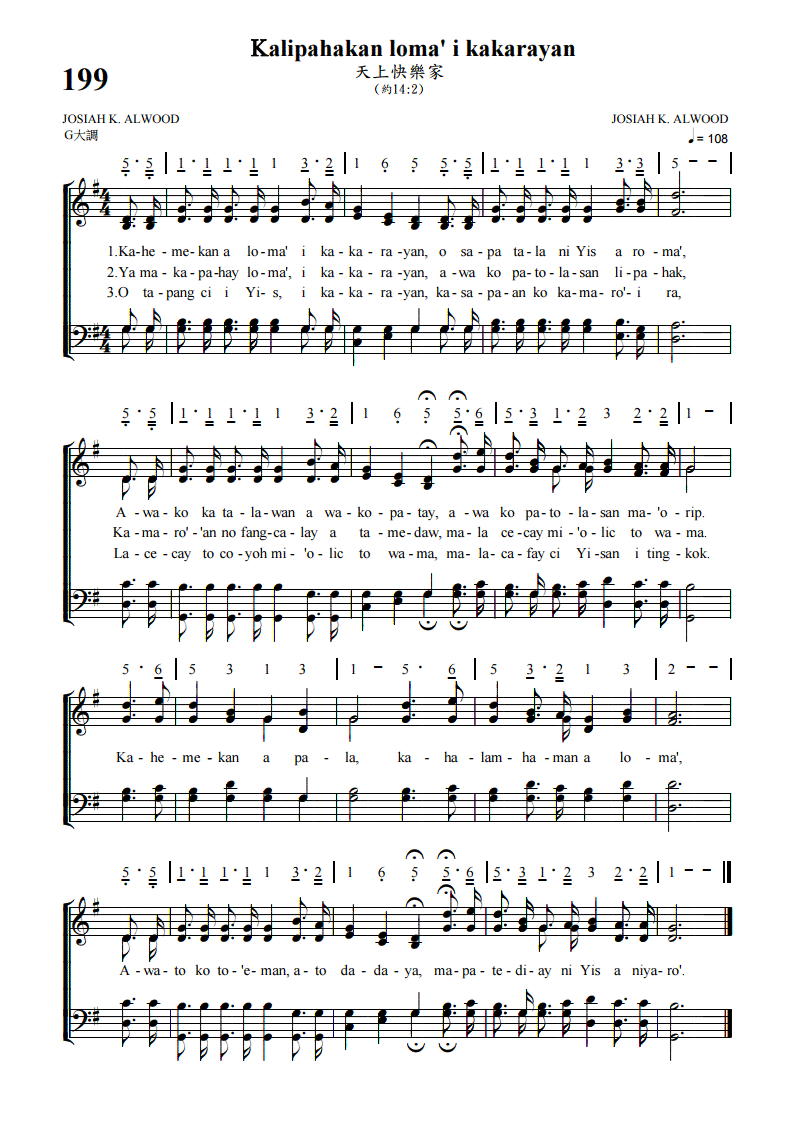 Kalipahakan loma' i kakarayan
199
天上快樂家
(約14:2)
JOSIAH K. ALWOOD
JOSIAH K. ALWOOD
G大調
♩ = 108
5 · 5 | 1 · 1 1 · 1 1 3 · 2 | 1 6 5 · 5 | 1 · 1 1 · 1 1 3 · 3 | 5 – – |
1.Ka-he-me-kan a lo-ma' i ka-ka-ra-yan, o sa-pa ta-la ni Yis a ro-ma',
2.Ya ma-ka-pa-hay lo-ma', i ka-ka-ra-yan, a-wa ko pa-to-la-san li-pa-hak,
3.O ta-pang ci i Yi-s, i ka-ka-ra-yan, ka-sa-pa-an ko ka-ma-ro'-i ra,
5 · 5 | 1 · 1 1 · 1 1 3 · 2 | 1 6 5 5 · 6 | 5 · 3 1 · 2 3 2 · 2 | 1 – |
A-wa-ko ka ta-la-wan a wa-ko-pa-tay, a-wa ko pa-to-la-san ma-'o-rip.
Ka-ma-ro'-'an no fang-ca-lay a ta-me-daw, ma-la ce-cay mi-'o-lic to wa-ma.
La-ce-cay to co-yoh mi-'o-lic to wa-ma, ma-la-ca-fay ci Yi-san i ting-kok.
5 · 6 | 5 3 1 3 | 1 – 5 · 6 | 5 3 · 2 1 3 | 2 – – |
Ka-he-me-kan a pa-la, ka-ha-lam-ha-man a lo-ma',
5 · 5 | 1 · 1 1 · 1 1 3 · 2 | 1 6 5 5 · 6 | 5 · 3 1 · 2 3 2 · 2 | 1 – – ||
A-wa-to ko to-'e-man, a-to da-da-ya, ma-pa-te-di-ay ni Yis a niya-ro'.